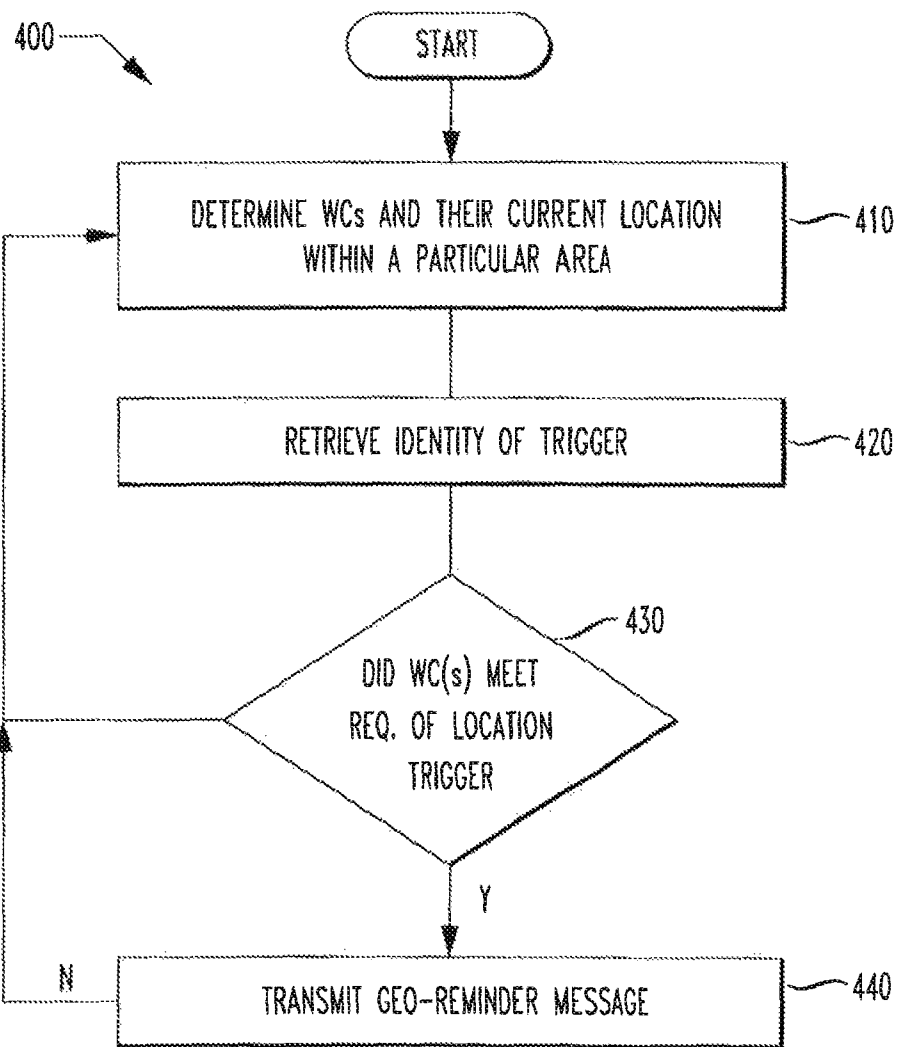 400
START
DETERMINE WCs AND THEIR CURRENT LOCATION
WITHIN A PARTICULAR AREA
410
RETRIEVE IDENTITY OF TRIGGER
420
430
DID WC(s) MEET
REQ. OF LOCATION
TRIGGER
Y
N
TRANSMIT GEO-REMINDER MESSAGE
440